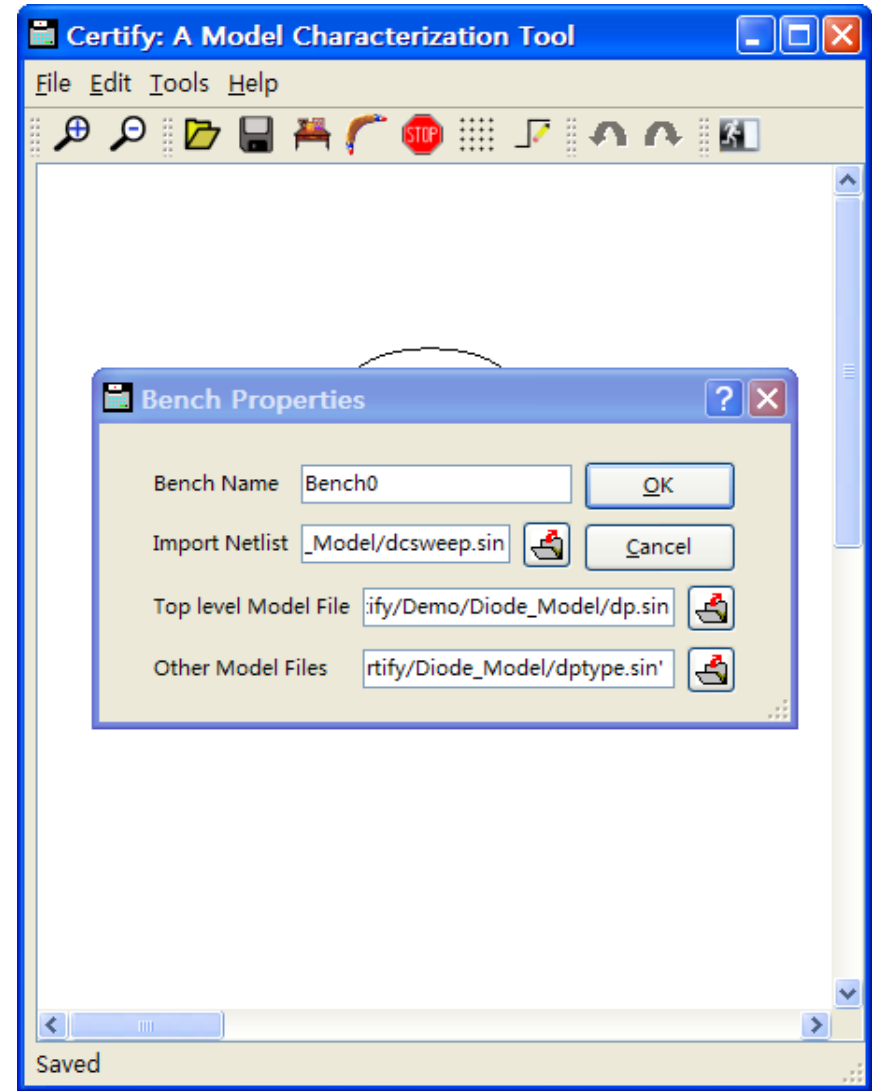 Certify: A Model Characterization Tool
File Edit Tools Help
STOP
Bench Properties
Bench Name Bench0 OK
Import Netlist _Model/dcsweep.sin Cancel
Top level Model File :ify/Demo/Diode_Model/dp.sin
Other Model Files rtify/Diode_Model/dptype.sin'
Saved